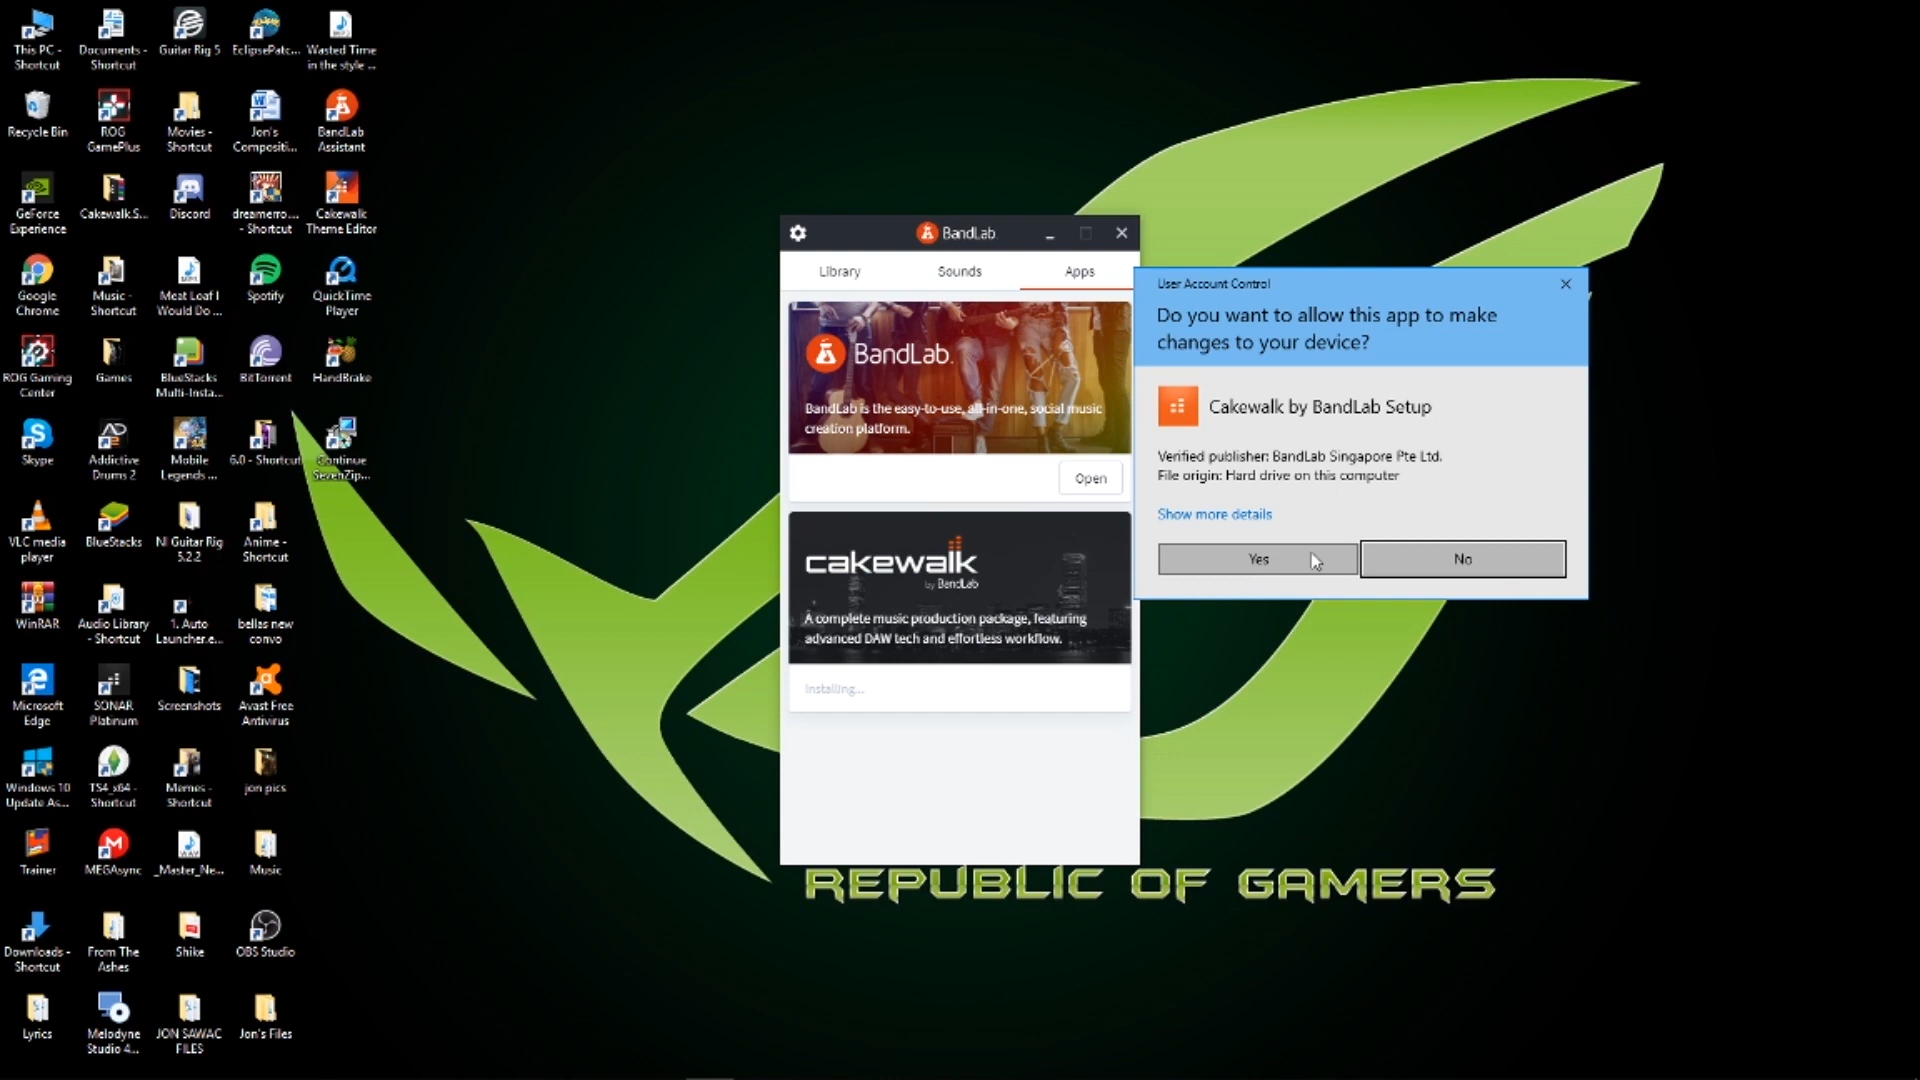 This PC -
Shortcut
Documents -
Shortcut
Guitar Rig 5
EclipsePatc...
Wasted Time
in the style ...
Recycle Bin
ROG
GamePlus
Movies -
Shortcut
Jon's
Compositi...
BandLab
Assistant
GeForce
Experience
Cakewalk.S...
Discord
dreamerro...
- Shortcut
Cakewalk
Theme Editor
Google
Chrome
Music -
Shortcut
Meat Loaf I
Would Do ...
Spotify
QuickTime
Player
ROG Gaming
Center
Games
BlueStacks
Multi-Insta...
BitTorrent
HandBrake
Skype
Addictive
Drums 2
Mobile
Legends ...
6.0 - Shortcut
Continue
SevenZip...
VLC media
player
BlueStacks
NI Guitar Rig
5.2.2
Anime -
Shortcut
WinRAR
Audio Library
- Shortcut
1. Auto
Launcher.e...
bellas new
convo
Microsoft
Edge
SONAR
Platinum
Screenshots
Avast Free
Antivirus
Windows 10
Update As...
TS4_x64 -
Shortcut
Memes -
Shortcut
jon pics
Trainer
MEGAsync
_Master_Ne...
Music
Downloads -
Shortcut
From The
Ashes
Shike
OBS Studio
Lyrics
Melodyne
Studio 4...
JON SAWAC
FILES
Jon's Files
BandLab
Library
Sounds
Apps
BandLab.
BandLab is the easy-to-use, all-in-one, social music
creation platform.
Open
cakewalk
by BandLab
A complete music production package, featuring
advanced DAW tech and effortless workflow.
Installing...
User Account Control
Do you want to allow this app to make
changes to your device?
Cakewalk by BandLab Setup
Verified publisher: BandLab Singapore Pte Ltd.
File origin: Hard drive on this computer
Show more details
Yes
No
REPUBLIC OF GAMERS